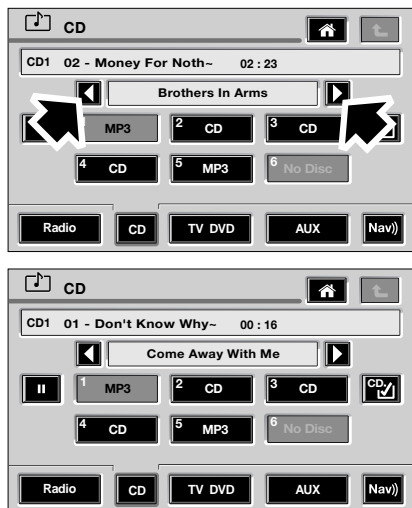 CD
CD1 02 - Money For Noth~ 02 : 23
Brothers In Arms
MP3 2 CD 3 CD
4 CD 5 MP3 6 No Disc
Radio CD TV DVD AUX Nav))
CD
CD1 01 - Don't Know Why~ 00 : 16
Come Away With Me
1 MP3 2 CD 3 CD CD
4 CD 5 MP3 6 No Disc
Radio CD TV DVD AUX Nav))